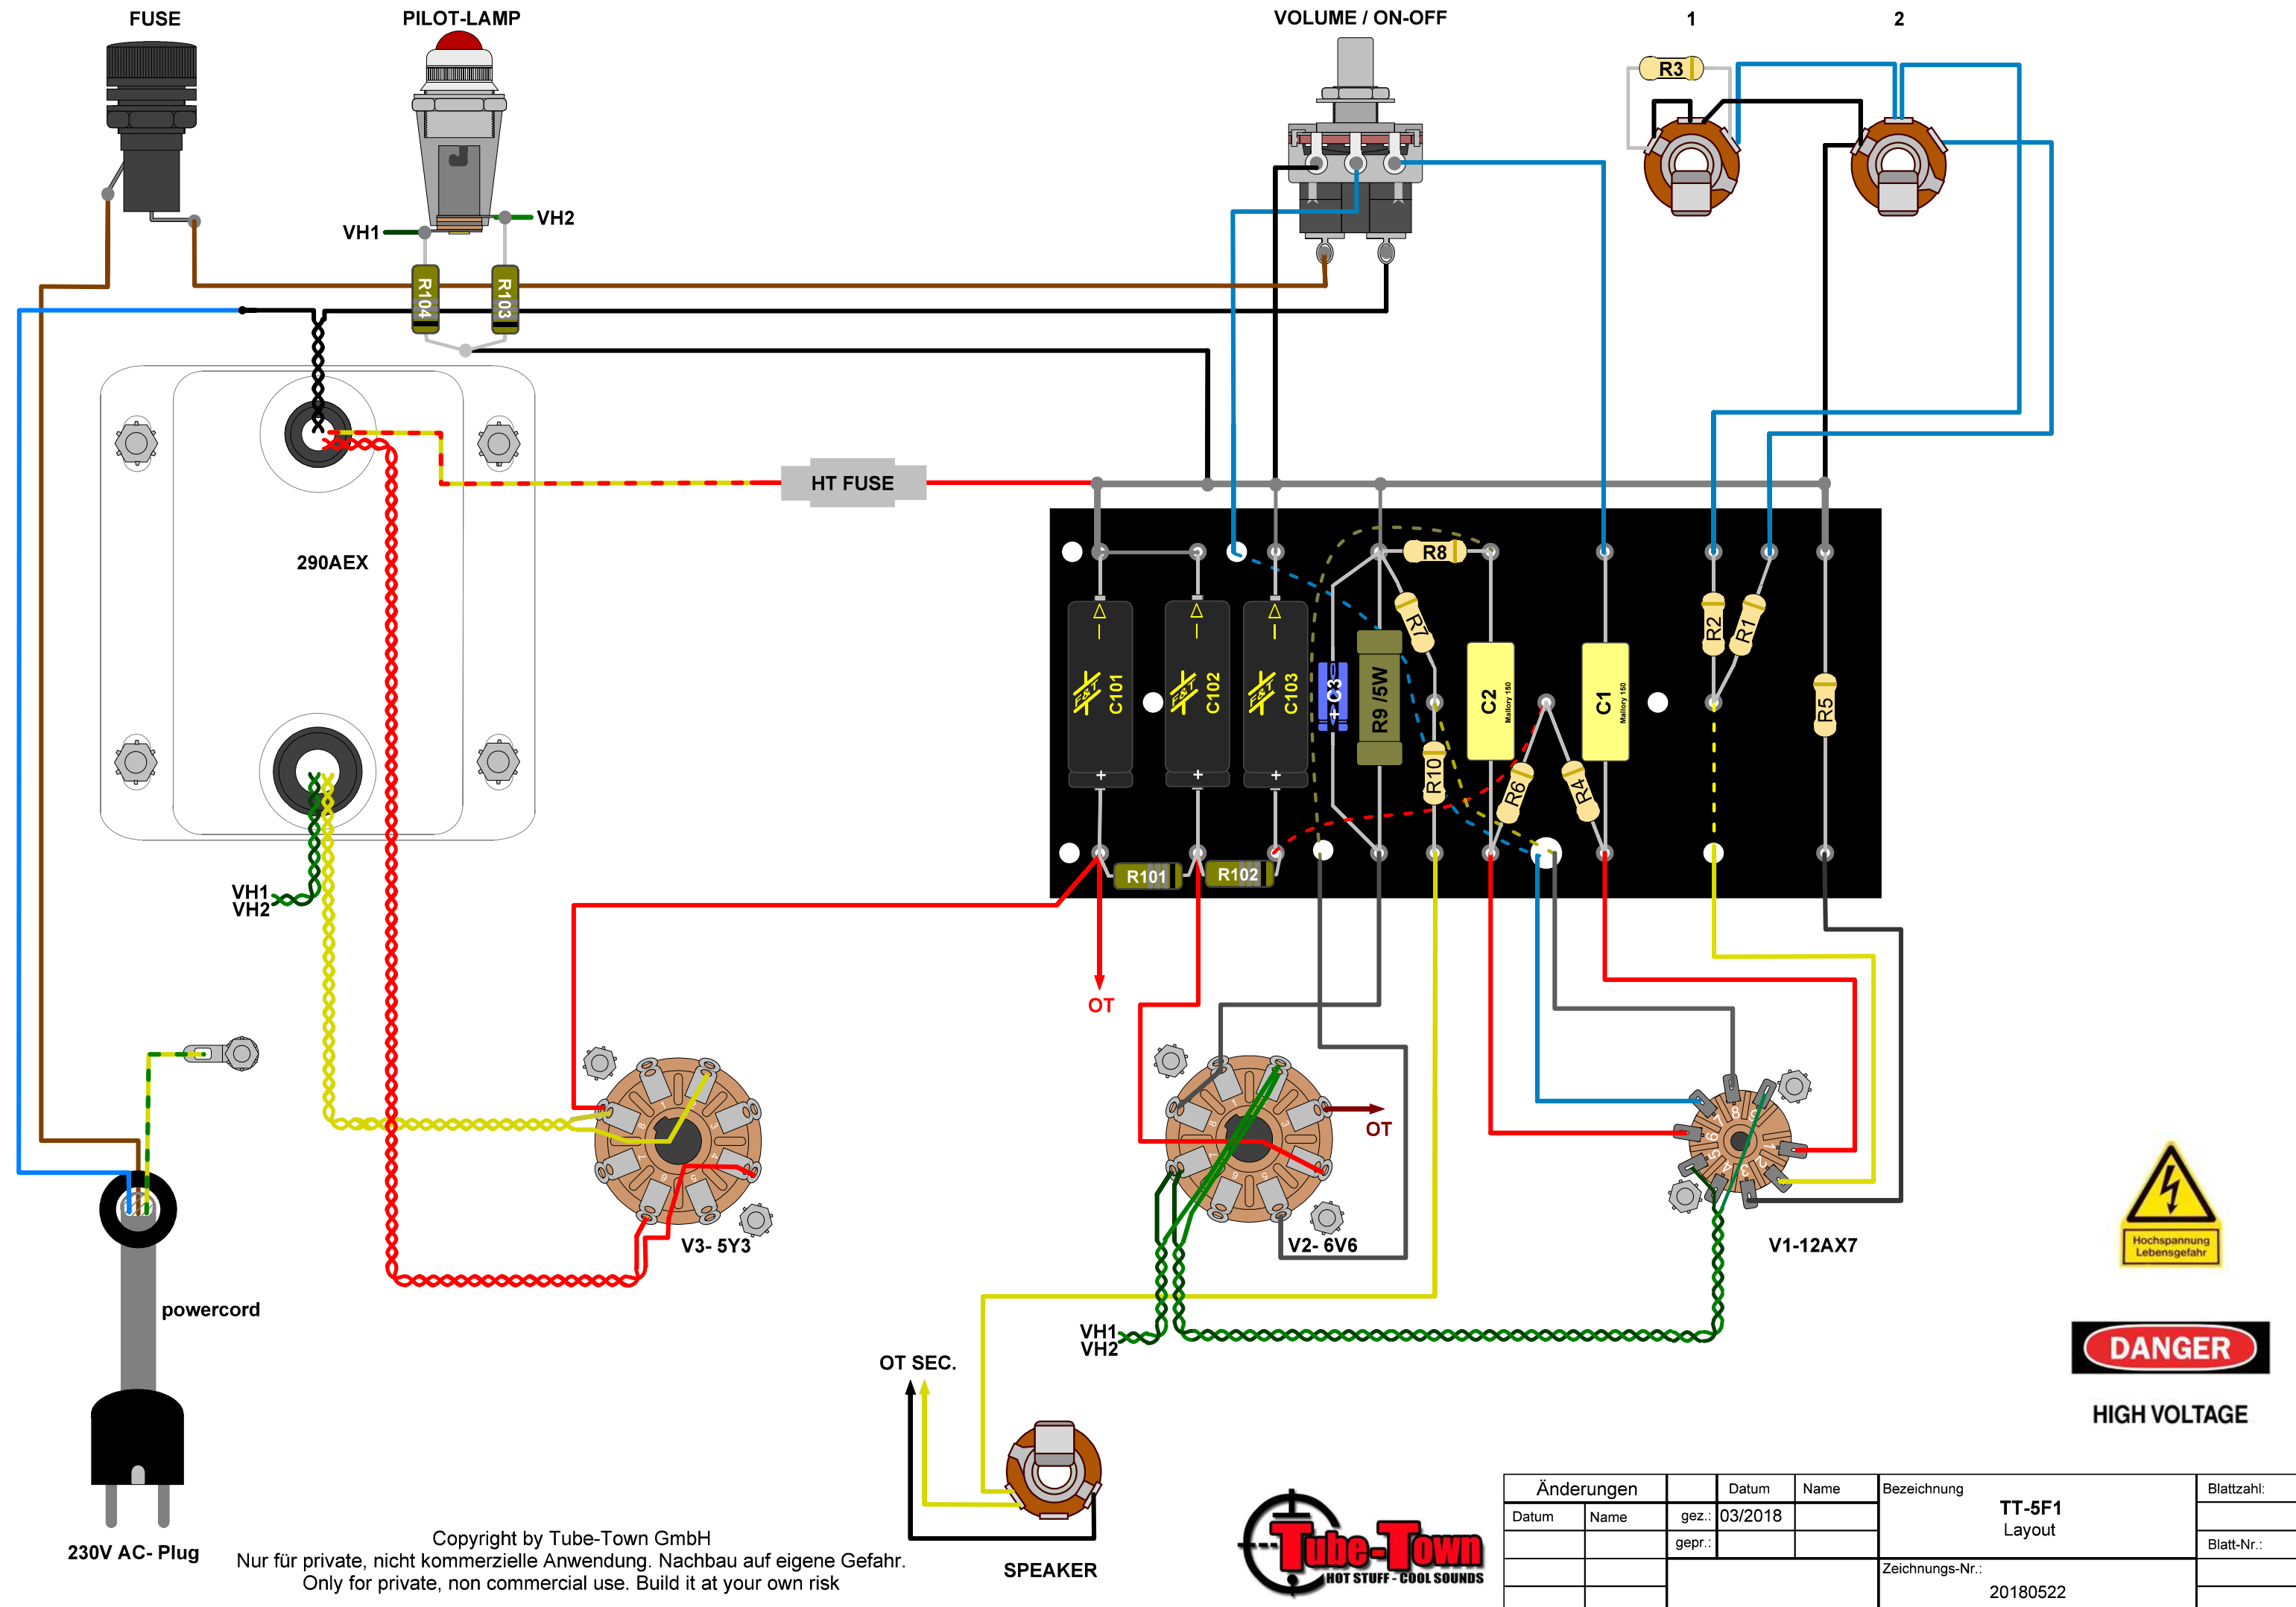 FUSE
PILOT-LAMP
VOLUME / ON-OFF
1
2
R3
VH1
VH2
R104
R103
HT FUSE
290AEX
R8
R7
R2
R1
C101
C102
C103
+ C3
R9 /5W
C2
Mallory 150
C1
Mallory 150
R5
F&T
F&T
F&T
R10
R6
R4
R101
R102
VH1
VH2
OT
OT
V3- 5Y3
V2- 6V6
V1-12AX7
powercord
VH1
VH2
OT SEC.
Hochspannung
Lebensgefahr
DANGER
HIGH VOLTAGE
230V AC- Plug
Copyright by Tube-Town GmbH
Nur für private, nicht kommerzielle Anwendung. Nachbau auf eigene Gefahr.
Only for private, non commercial use. Build it at your own risk
SPEAKER
Tube-Town
HOT STUFF - COOL SOUNDS
Änderungen
Datum
Name
Datum
Name
gez.:
03/2018
gepr.:
Bezeichnung
TT-5F1
Layout
Zeichnungs-Nr.:
20180522
Blattzahl:
Blatt-Nr.: